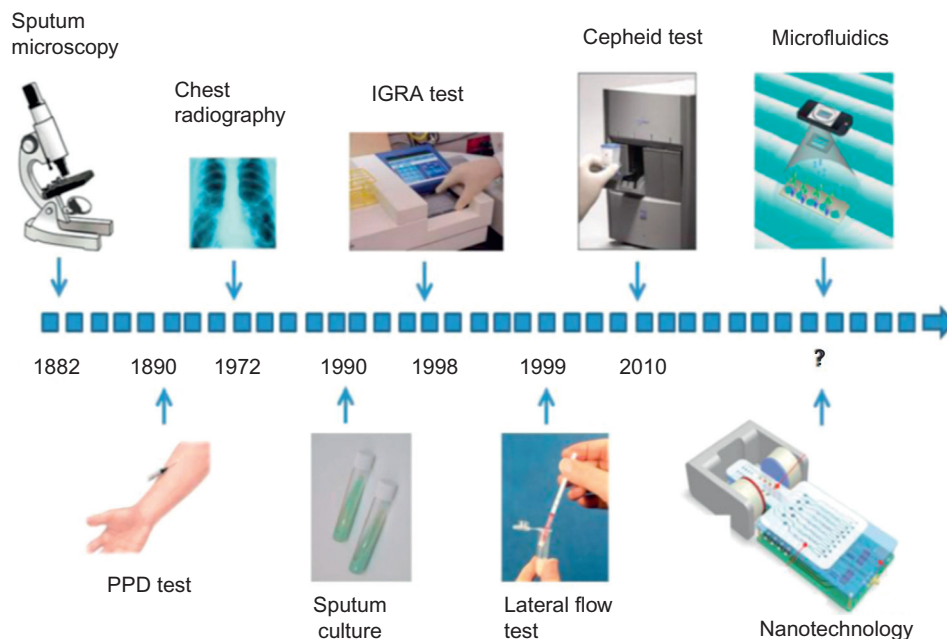 Sputum
microscopy
Chest
radiography
IGRA test
Cepheid test
Microfluidics
1882
1890
1972
1990
1998
1999
2010
?
PPD test
Sputum
culture
Lateral flow
test
Nanotechnology